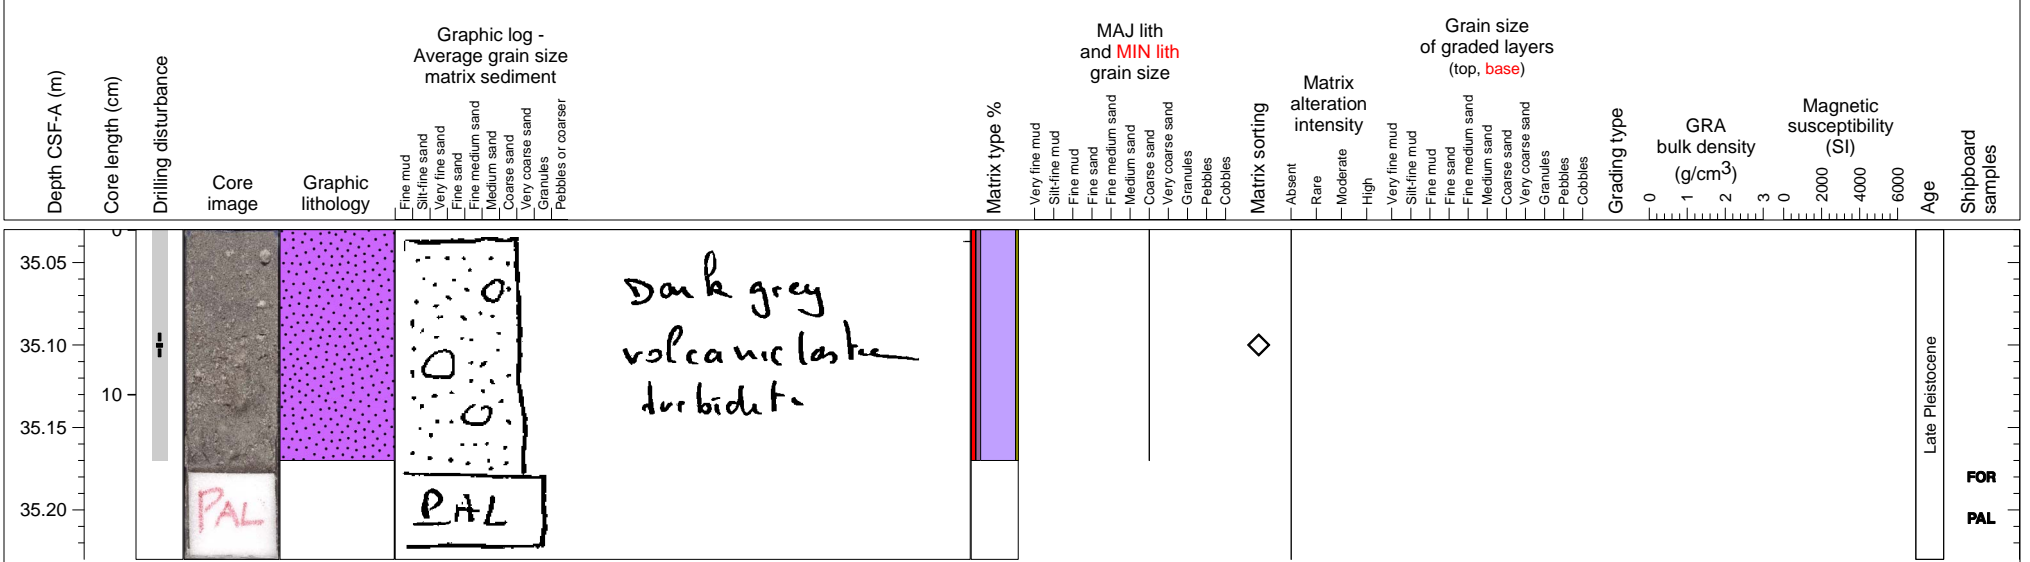 Depth CSF-A (m)
Core length (cm)
Drilling disturbance
Core
image
Graphic
lithology
Graphic log -
Average grain size
matrix sediment
Fine mud
Silt-fine sand
Very fine sand
Fine sand
Fine medium sand
Medium sand
Coarse sand
Very coarse sand
Granules
Pebbles or coarser
Matrix type %
MAJ lith
and MIN lith
grain size
Very fine mud
Silt-fine mud
Fine mud
Fine sand
Fine medium sand
Medium sand
Coarse sand
Very coarse sand
Granules
Pebbles
Cobbles
Matrix sorting
Matrix
alteration
intensity
Absent
Rare
Moderate
High
Grain size
of graded layers
(top, base)
Very fine mud
Silt-fine mud
Fine mud
Fine sand
Fine medium sand
Medium sand
Coarse sand
Very coarse sand
Granules
Pebbles
Cobbles
Grading type
GRA
bulk density
(g/cm3)
0 1 2 3
Magnetic
susceptibility
(SI)
0 2000 4000 6000
Age
Shipboard
samples
35.05
35.10
35.15
35.20
0
10
PAL
Dark grey
volcaniclastic
turbidite
PAL
Late Pleistocene
FOR
PAL